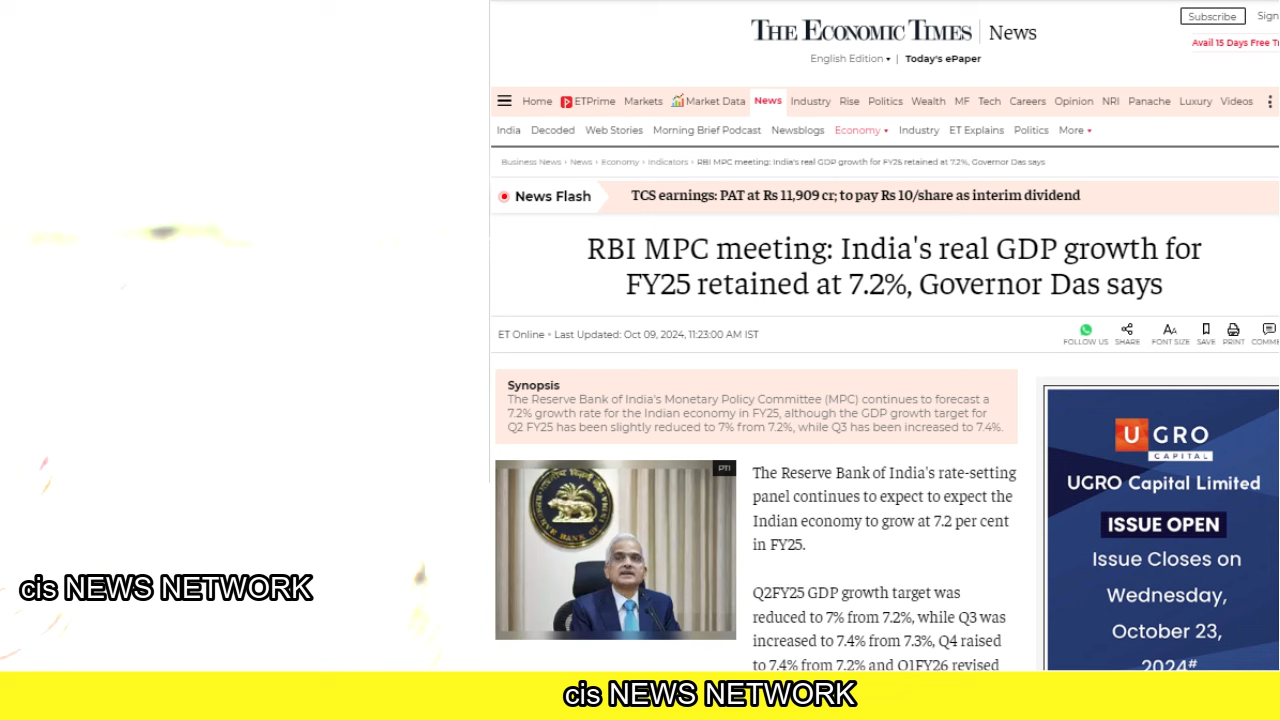 Subscribe
Sign
THE ECONOMIC TIMES | News
Avail 15 Days Free Tr
English Edition | Today's ePaper
Home ETPrime Markets Market Data News Industry Rise Politics Wealth MF Tech Careers Opinion NRI Panache Luxury Videos
India Decoded Web Stories Morning Brief Podcast Newsblogs Economy Industry ET Explains Politics More
Business News › News › Economy › Indicators › RBI MPC meeting: India's real GDP growth for FY25 retained at 7.2%, Governor Das says
News Flash TCS earnings: PAT at Rs 11,909 cr; to pay Rs 10/share as interim dividend
RBI MPC meeting: India's real GDP growth for
FY25 retained at 7.2%, Governor Das says
ET Online • Last Updated: Oct 09, 2024, 11:23:00 AM IST
FOLLOW US SHARE FONT SIZE SAVE PRINT COMME
Synopsis
The Reserve Bank of India's Monetary Policy Committee (MPC) continues to forecast a
7.2% growth rate for the Indian economy in FY25, although the GDP growth target for
Q2 FY25 has been slightly reduced to 7% from 7.2%, while Q3 has been increased to 7.4%.
PTI
RESERVE BANK OF INDIA
The Reserve Bank of India's rate-setting
panel continues to expect to expect the
Indian economy to grow at 7.2 per cent
in FY25.
Q2FY25 GDP growth target was
reduced to 7% from 7.2%, while Q3 was
increased to 7.4% from 7.3%, Q4 raised
to 7.4% from 7.2% and Q1FY26 revised
U GRO
CAPITAL
UGRO Capital Limited
ISSUE OPEN
Issue Closes on
Wednesday,
October 23,
2024#
cis NEWS NETWORK
cis NEWS NETWORK